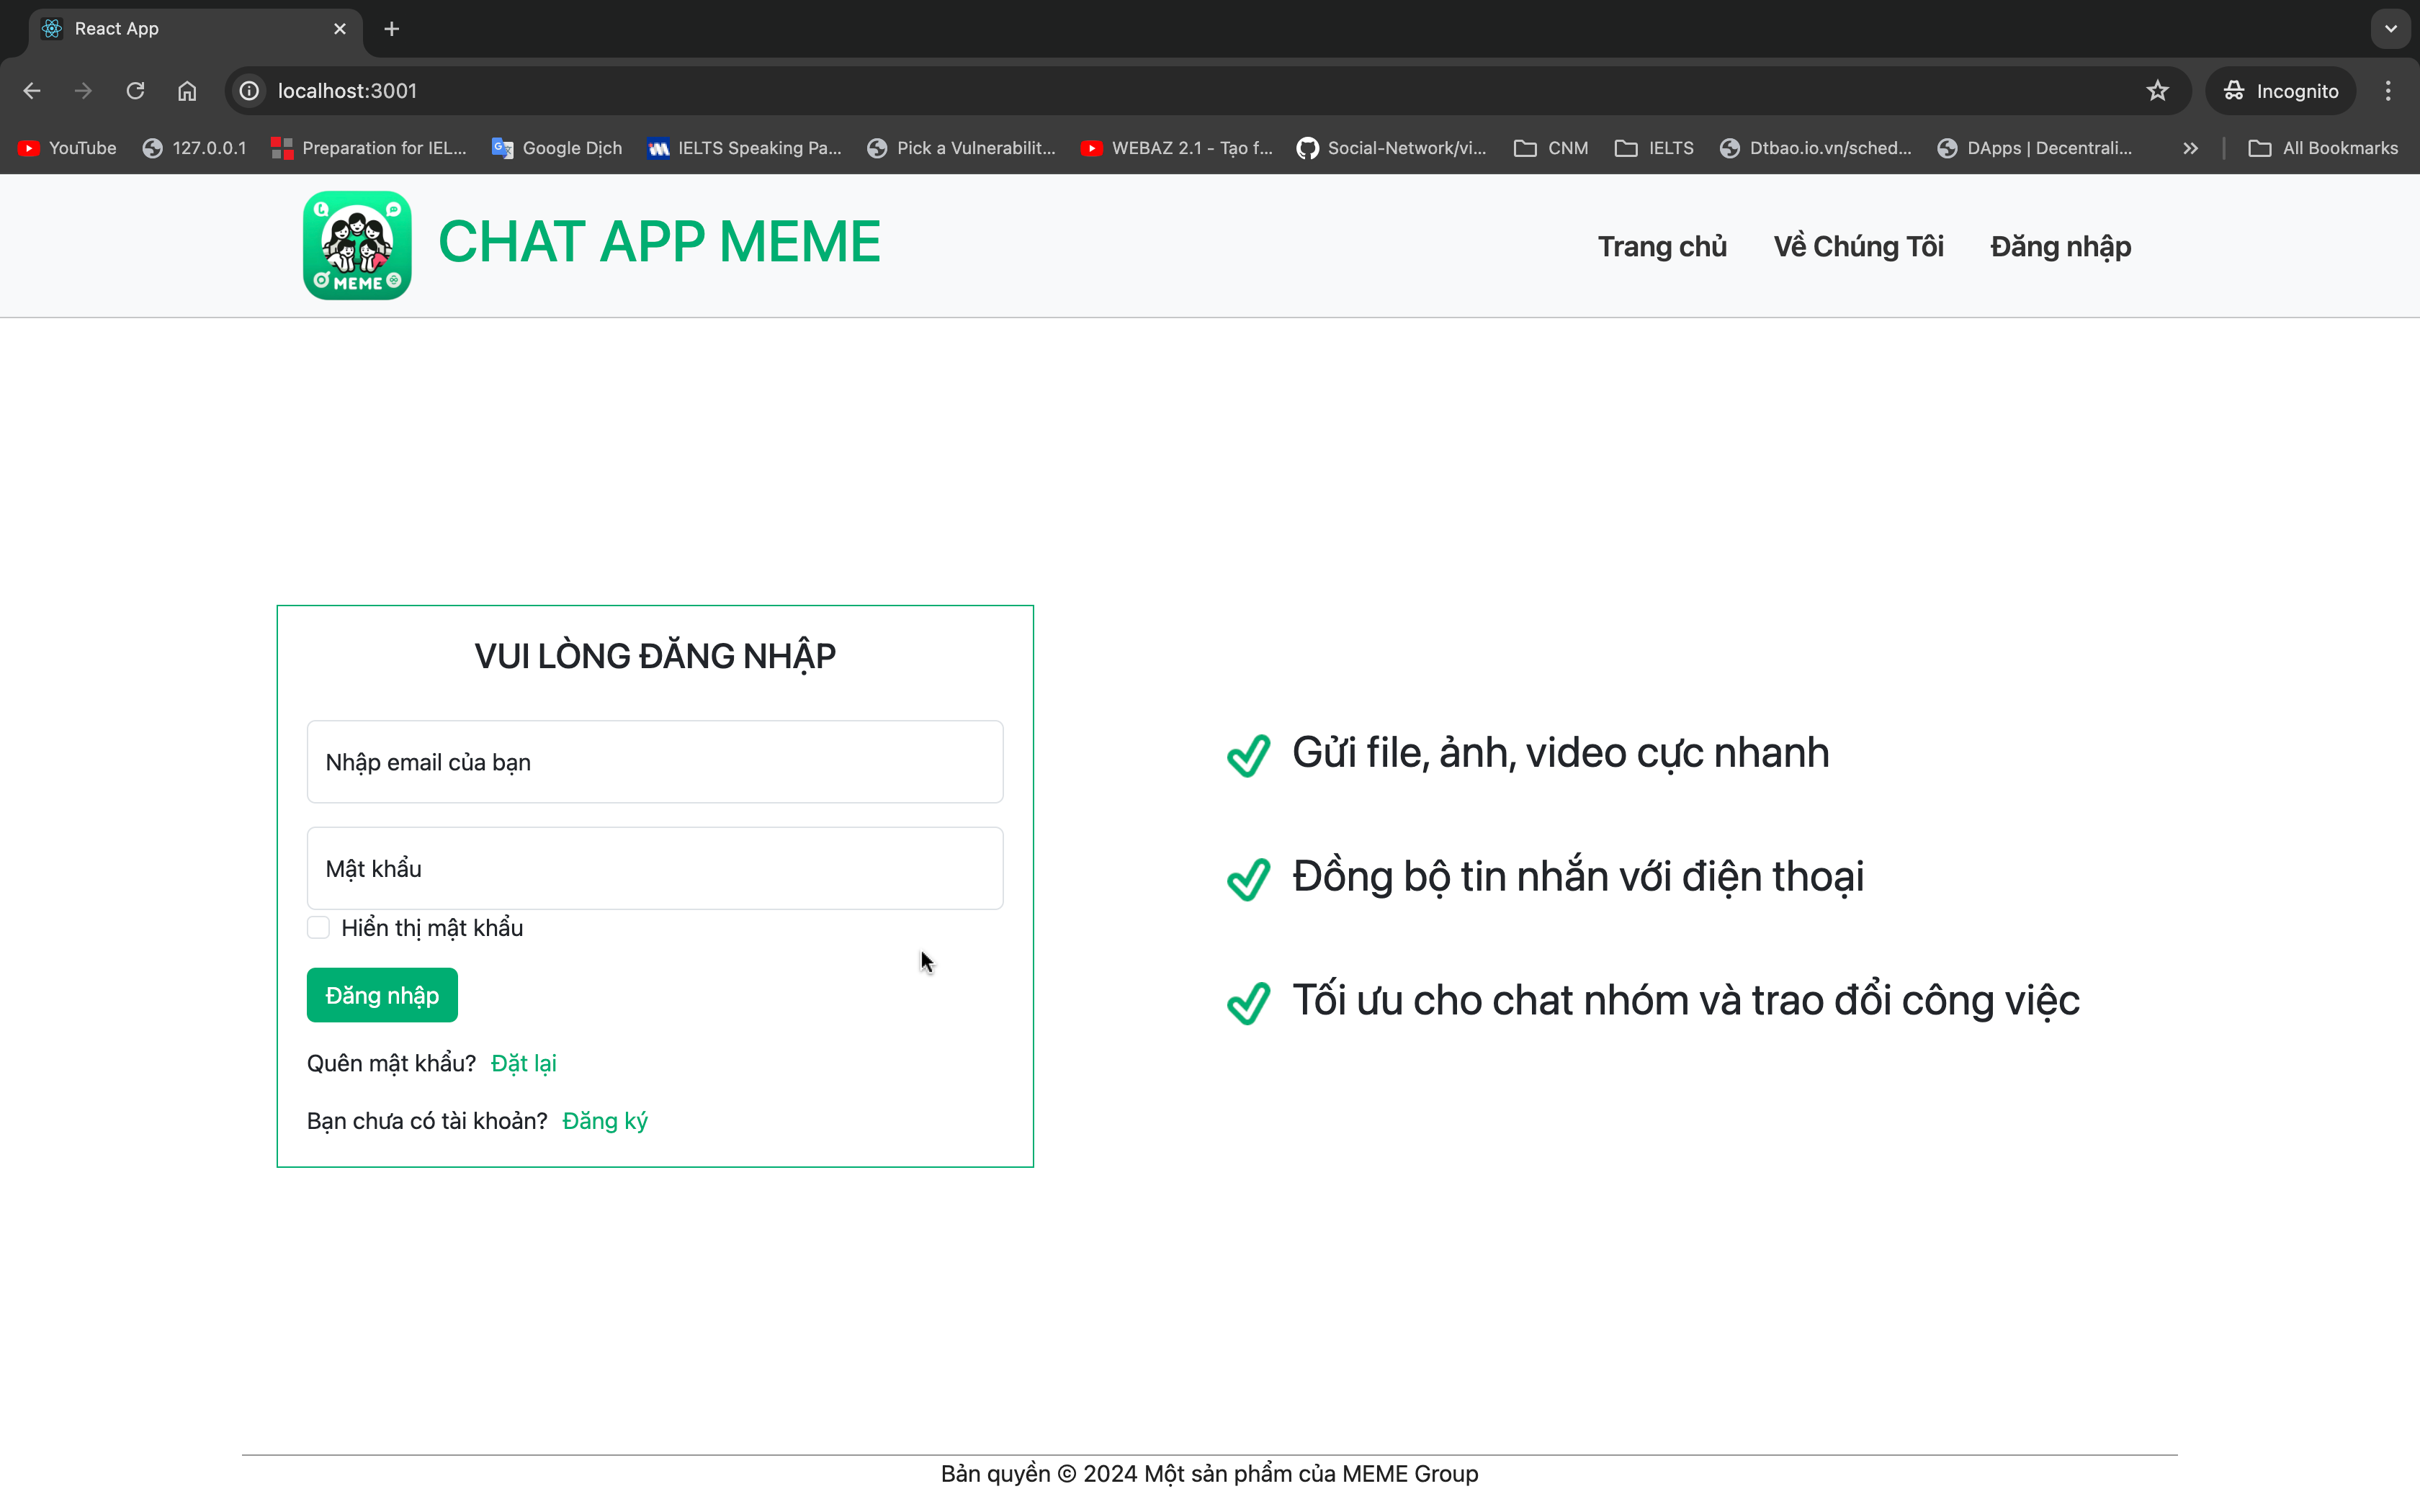 React App
localhost:3001
Incognito
YouTube 127.0.0.1 Preparation for IEL... Google Dịch IELTS Speaking Pa... Pick a Vulnerabilit... WEBAZ 2.1 - Tạo f... Social-Network/vi... CNM IELTS Dtbao.io.vn/sched... DApps | Decentrali... » All Bookmarks
MEME
CHAT APP MEME
Trang chủ Về Chúng Tôi Đăng nhập
VUI LÒNG ĐĂNG NHẬP
Nhập email của bạn
Mật khẩu
Hiển thị mật khẩu
Đăng nhập
Quên mật khẩu? Đặt lại
Bạn chưa có tài khoản? Đăng ký
Gửi file, ảnh, video cực nhanh
Đồng bộ tin nhắn với điện thoại
Tối ưu cho chat nhóm và trao đổi công việc
Bản quyền © 2024 Một sản phẩm của MEME Group